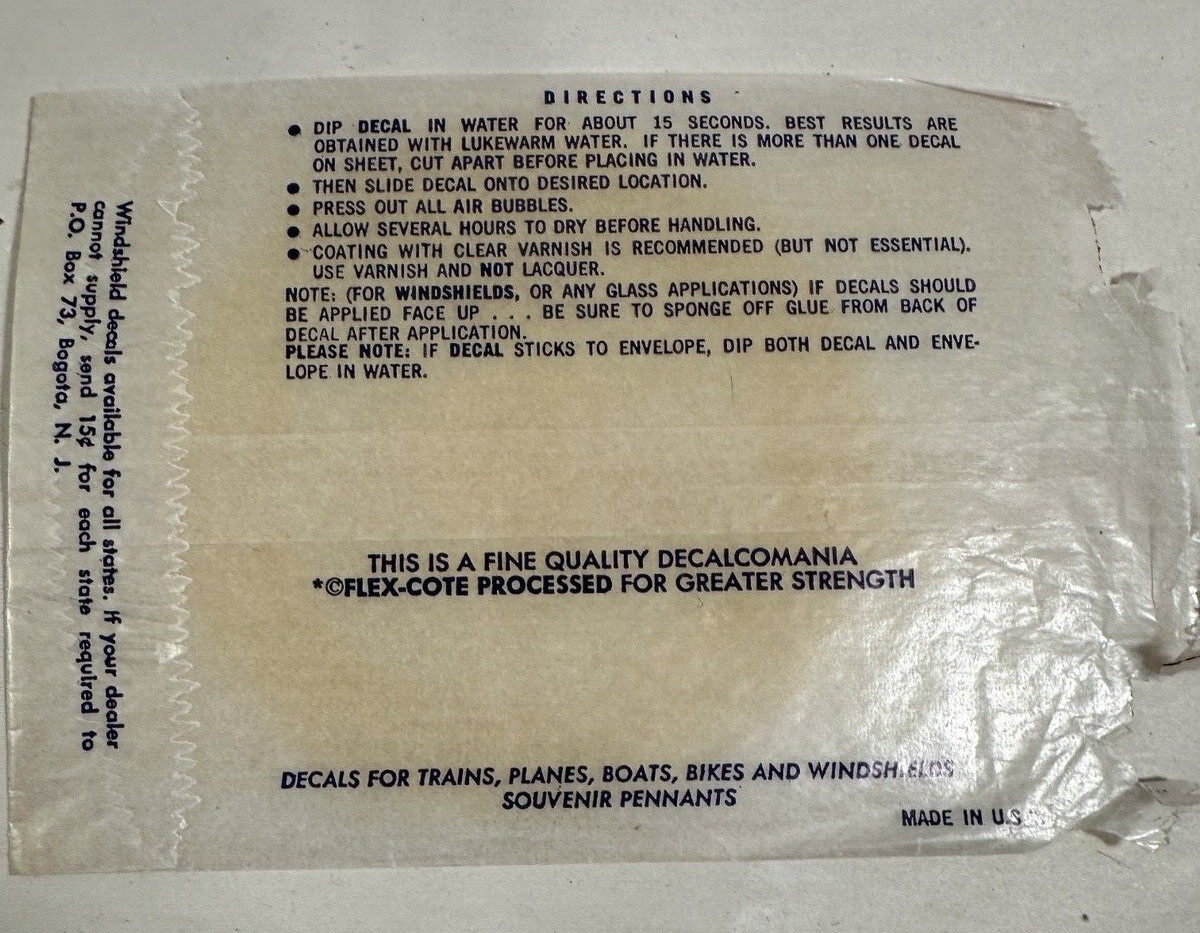 DIRECTIONS
● DIP DECAL IN WATER FOR ABOUT 15 SECONDS. BEST RESULTS ARE
OBTAINED WITH LUKEWARM WATER. IF THERE IS MORE THAN ONE DECAL
ON SHEET, CUT APART BEFORE PLACING IN WATER.
● THEN SLIDE DECAL ONTO DESIRED LOCATION.
● PRESS OUT ALL AIR BUBBLES.
● ALLOW SEVERAL HOURS TO DRY BEFORE HANDLING.
● COATING WITH CLEAR VARNISH IS RECOMMENDED (BUT NOT ESSENTIAL).
USE VARNISH AND NOT LACQUER.
NOTE: (FOR WINDSHIELDS, OR ANY GLASS APPLICATIONS) IF DECALS SHOULD
BE APPLIED FACE UP . . . BE SURE TO SPONGE OFF GLUE FROM BACK OF
DECAL AFTER APPLICATION.
PLEASE NOTE: IF DECAL STICKS TO ENVELOPE, DIP BOTH DECAL AND ENVE-
LOPE IN WATER.
THIS IS A FINE QUALITY DECALCOMANIA
*©FLEX-COTE PROCESSED FOR GREATER STRENGTH
DECALS FOR TRAINS, PLANES, BOATS, BIKES AND WINDSHIELDS
SOUVENIR PENNANTS
MADE IN U.S
Windshield decals available for all states. If your dealer
cannot supply, send 15¢ for each state required to
P.O. Box 73, Bogota, N. J.